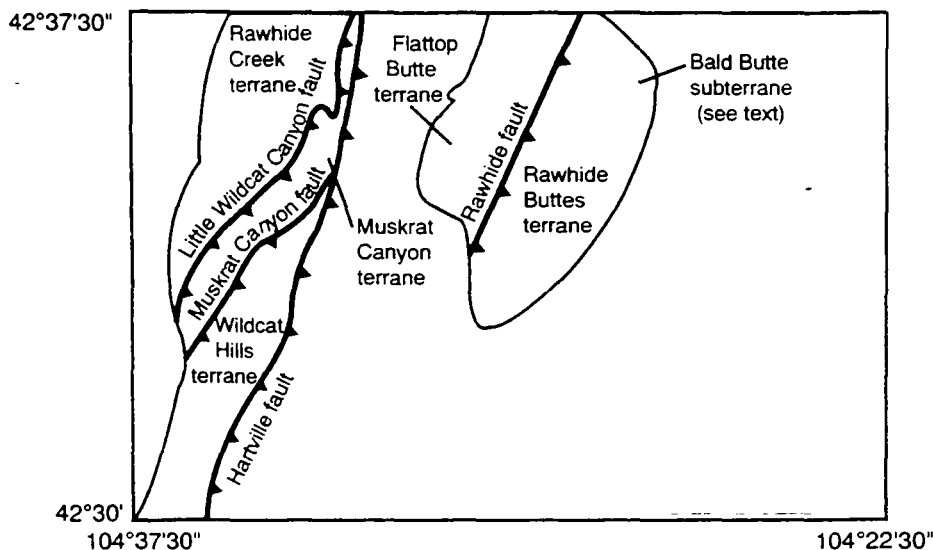 42°37'30"
Rawhide
Creek
terrane
Flattop
Butte
terrane
Bald Butte
subterrane
(see text)
Little Wildcat Canyon fault
Rawhide fault
Rawhide
Buttes
terrane
Muskrat Canyon fault
Muskrat
Canyon
terrane
Wildcat
Hills
terrane
Hartville fault
42°30'
104°37'30"
104°22'30"